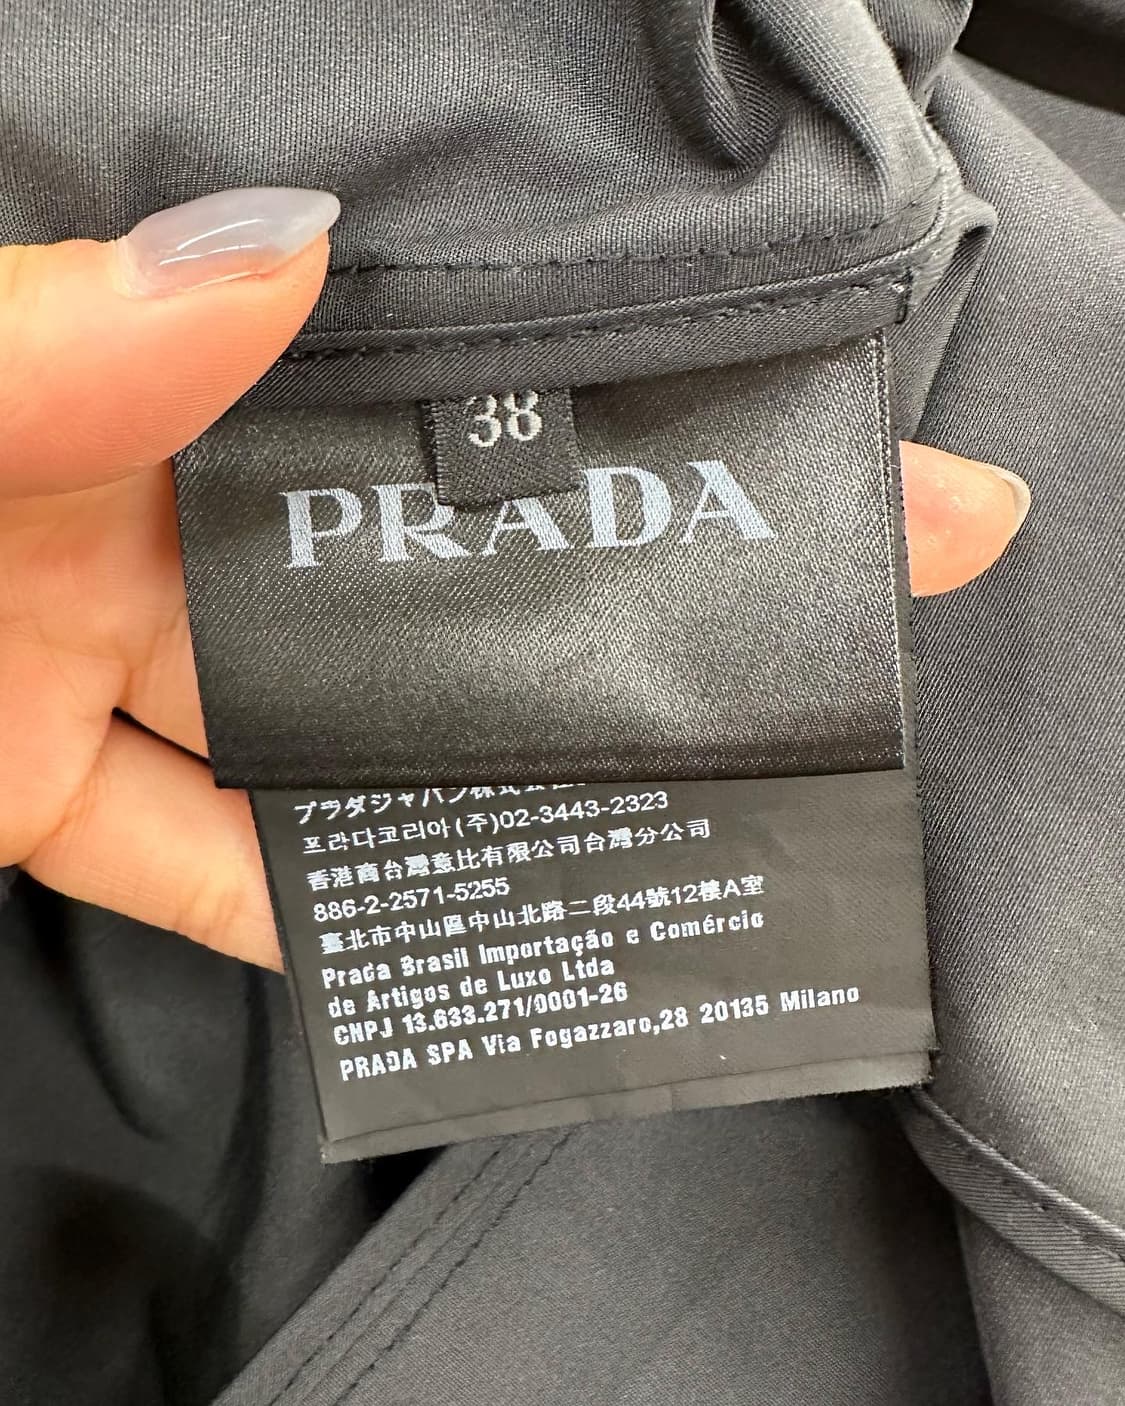 38
PRADA
プラダジャパン株式会社
프라다코리아(주)02-3443-2323
香港商台灣意比有限公司台灣分公司
886-2-2571-5255
臺北市中山區中山北路二段44號12樓A室
Prada Brasil Importação e Comércio
de Artigos de Luxo Ltda
CNPJ 13.633.271/0001-26
PRADA SPA Via Fogazzaro,28 20135 Milano